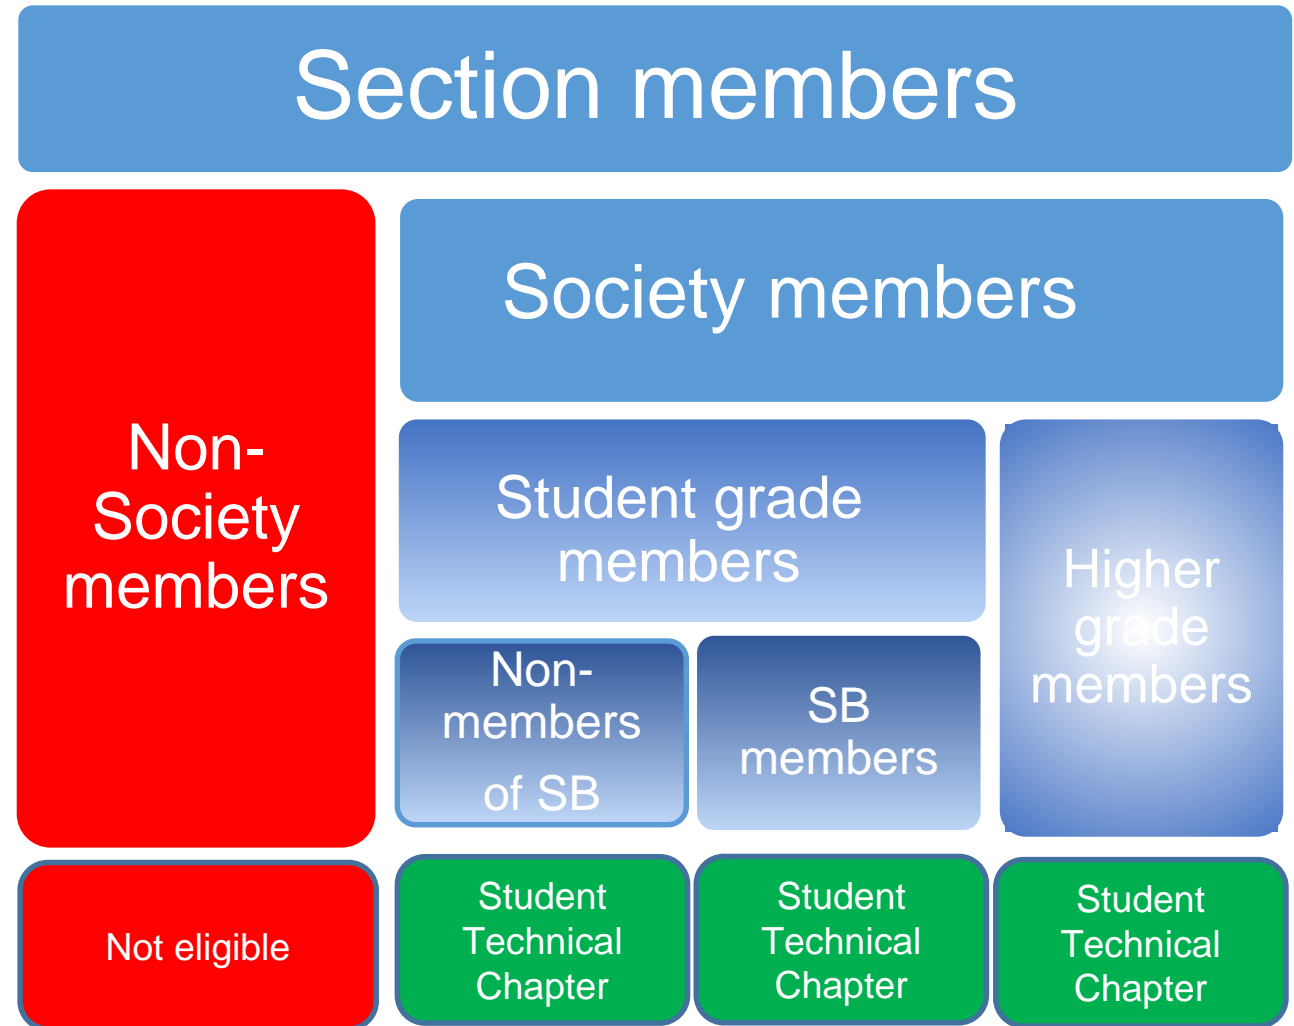 Section members
Society members
Non-
Society
members
Student grade
members
Higher
grade
members
Non-
members
of SB
SB
members
Not eligible
Student
Technical
Chapter
Student
Technical
Chapter
Student
Technical
Chapter